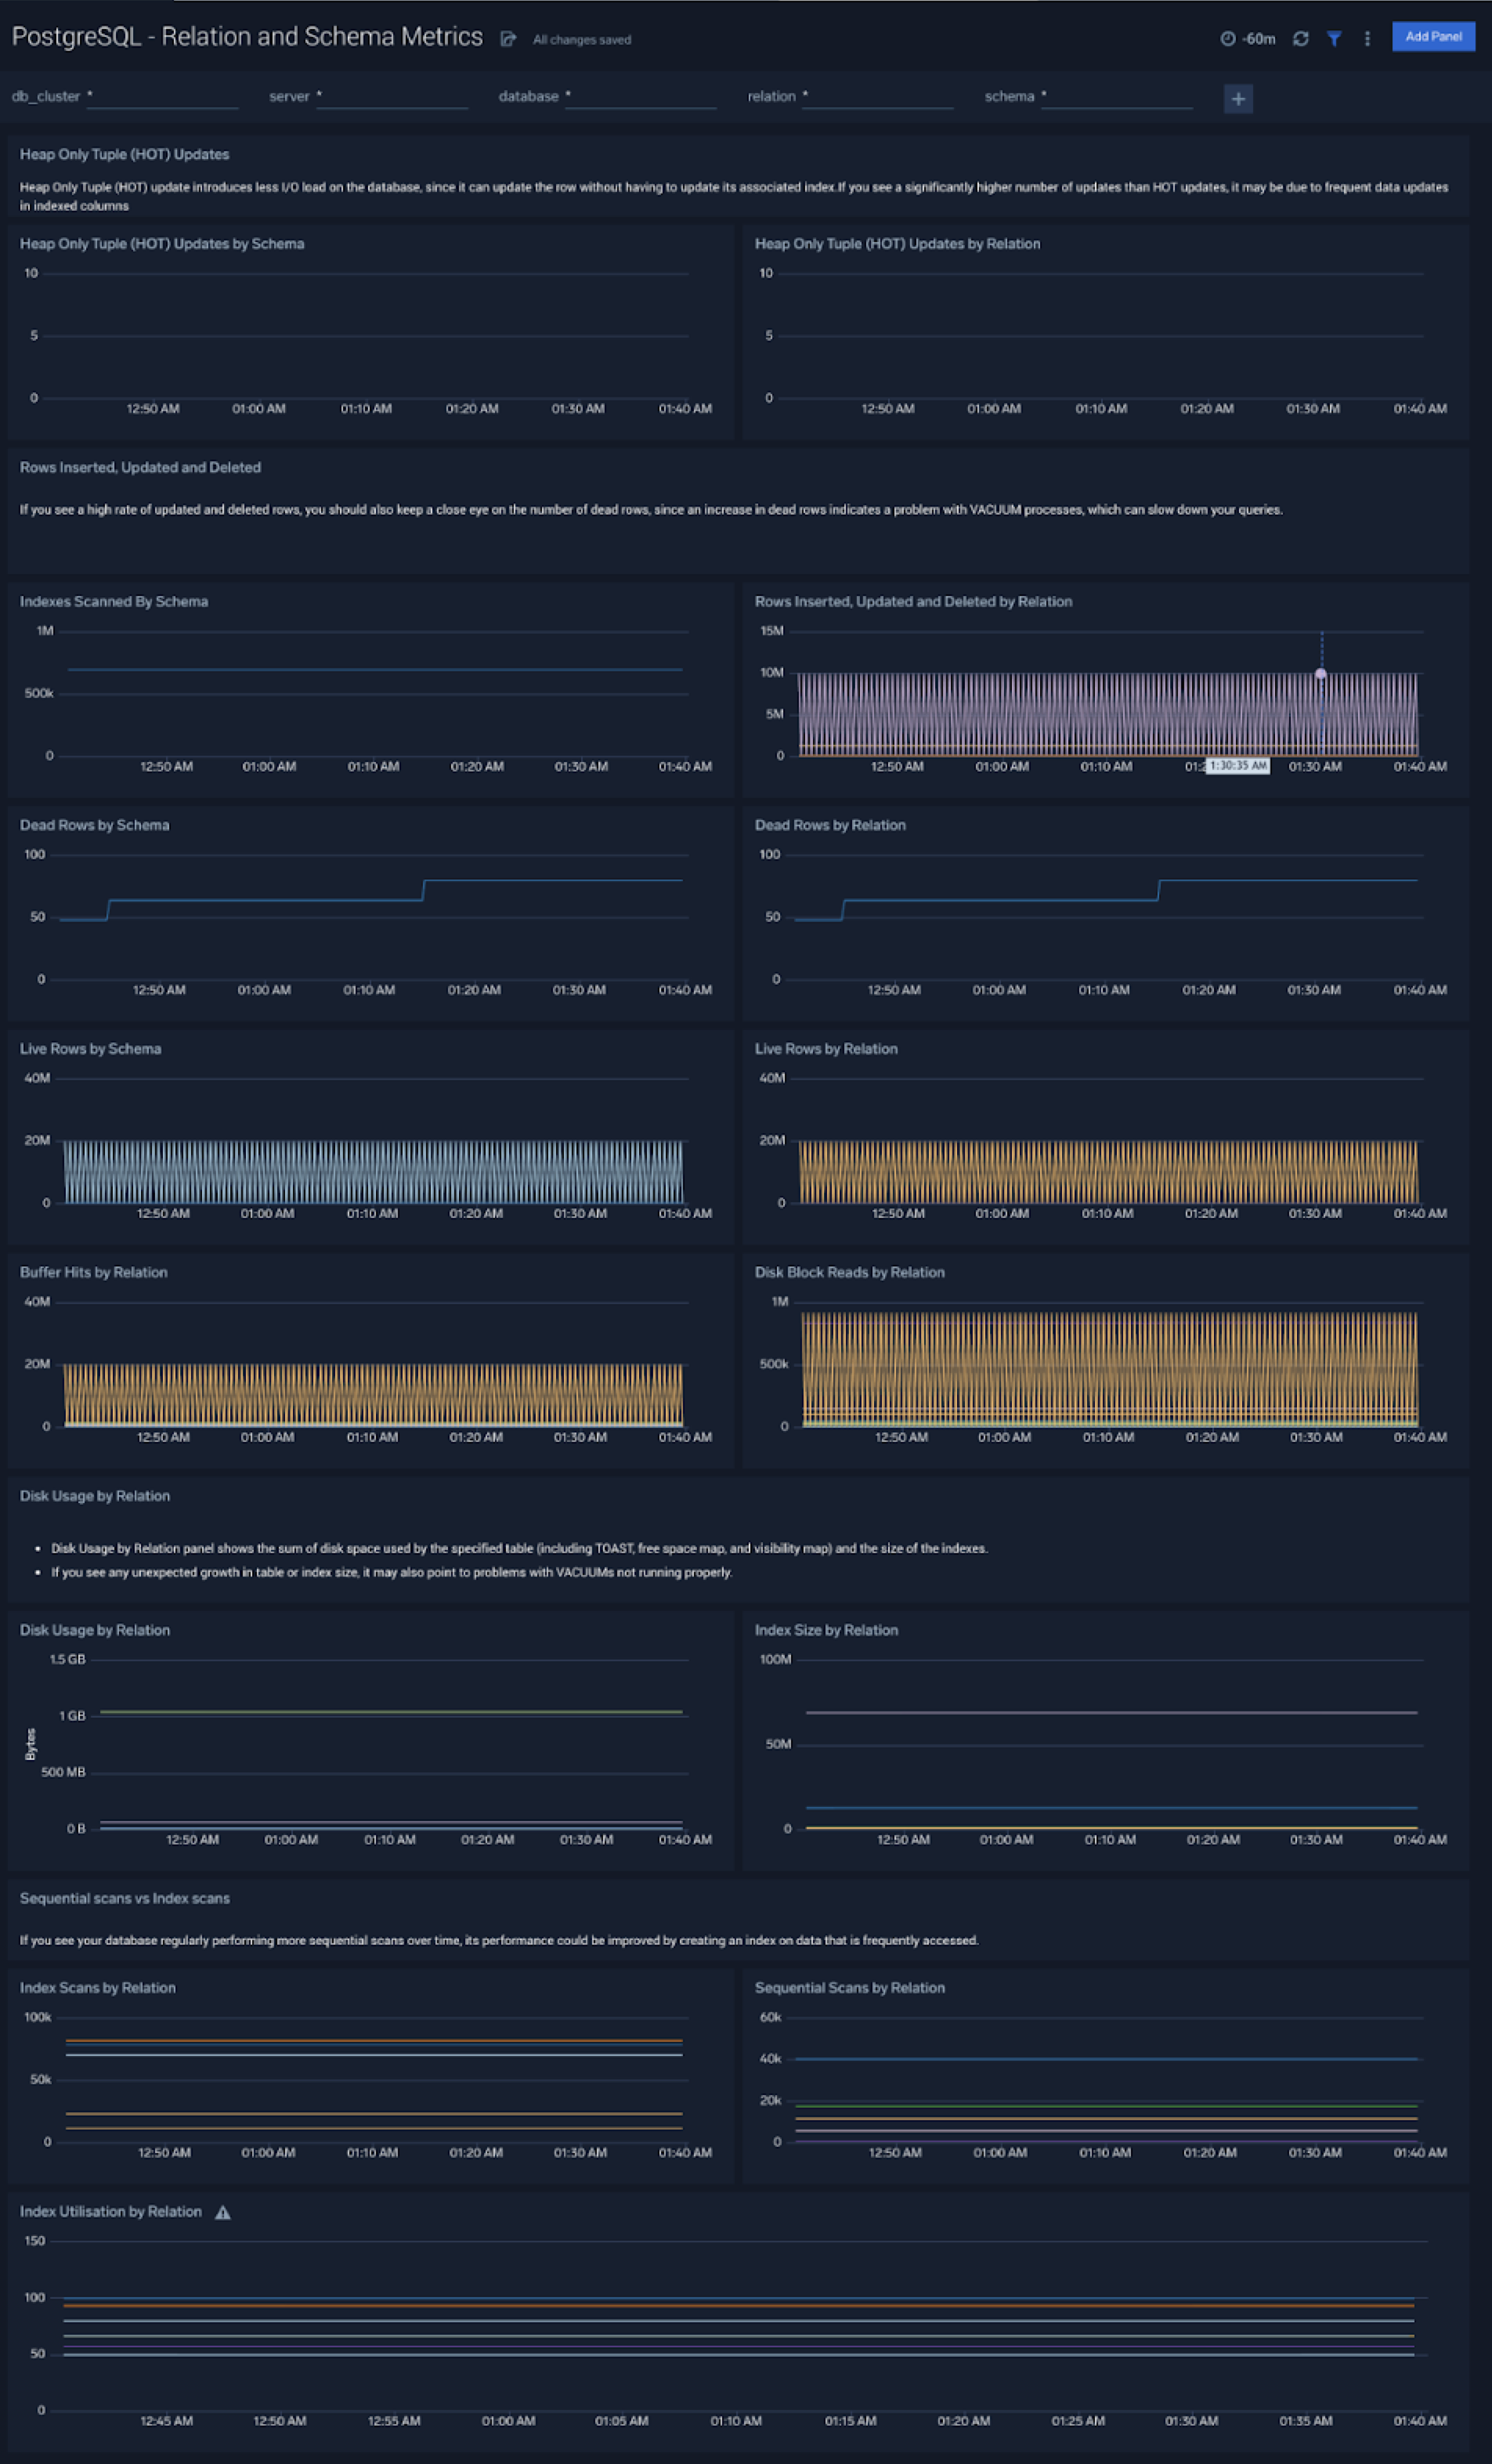 PostgreSQL - Relation and Schema Metrics All changes saved -60m Add Panel
db_cluster * server * database * relation * schema * +
Heap Only Tuple (HOT) Updates
Heap Only Tuple (HOT) update introduces less I/O load on the database, since it can update the row without having to update its associated index.If you see a significantly higher number of updates than HOT updates, it may be due to frequent data updates
in indexed columns
Heap Only Tuple (HOT) Updates by Schema
10
5
0
12:50 AM 01:00 AM 01:10 AM 01:20 AM 01:30 AM 01:40 AM
Heap Only Tuple (HOT) Updates by Relation
10
5
0
12:50 AM 01:00 AM 01:10 AM 01:20 AM 01:30 AM 01:40 AM
Rows Inserted, Updated and Deleted
If you see a high rate of updated and deleted rows, you should also keep a close eye on the number of dead rows, since an increase in dead rows indicates a problem with VACUUM processes, which can slow down your queries.
Indexes Scanned By Schema
1M
500k
0
12:50 AM 01:00 AM 01:10 AM 01:20 AM 01:30 AM 01:40 AM
Rows Inserted, Updated and Deleted by Relation
15M
10M
5M
0
12:50 AM 01:00 AM 01:10 AM 01:2 1:30:35 AM 01:30 AM 01:40 AM
Dead Rows by Schema
100
50
0
12:50 AM 01:00 AM 01:10 AM 01:20 AM 01:30 AM 01:40 AM
Dead Rows by Relation
100
50
0
12:50 AM 01:00 AM 01:10 AM 01:20 AM 01:30 AM 01:40 AM
Live Rows by Schema
40M
20M
0
12:50 AM 01:00 AM 01:10 AM 01:20 AM 01:30 AM 01:40 AM
Live Rows by Relation
40M
20M
0
12:50 AM 01:00 AM 01:10 AM 01:20 AM 01:30 AM 01:40 AM
Buffer Hits by Relation
40M
20M
0
12:50 AM 01:00 AM 01:10 AM 01:20 AM 01:30 AM 01:40 AM
Disk Block Reads by Relation
1M
500k
0
12:50 AM 01:00 AM 01:10 AM 01:20 AM 01:30 AM 01:40 AM
Disk Usage by Relation
• Disk Usage by Relation panel shows the sum of disk space used by the specified table (including TOAST, free space map, and visibility map) and the size of the indexes.
• If you see any unexpected growth in table or index size, it may also point to problems with VACUUMs not running properly.
Disk Usage by Relation
Bytes
1.5 GB
1 GB
500 MB
0 B
12:50 AM 01:00 AM 01:10 AM 01:20 AM 01:30 AM 01:40 AM
Index Size by Relation
100M
50M
0
12:50 AM 01:00 AM 01:10 AM 01:20 AM 01:30 AM 01:40 AM
Sequential scans vs Index scans
If you see your database regularly performing more sequential scans over time, its performance could be improved by creating an index on data that is frequently accessed.
Index Scans by Relation
100k
50k
0
12:50 AM 01:00 AM 01:10 AM 01:20 AM 01:30 AM 01:40 AM
Sequential Scans by Relation
60k
40k
20k
0
12:50 AM 01:00 AM 01:10 AM 01:20 AM 01:30 AM 01:40 AM
Index Utilisation by Relation
150
100
50
0
12:45 AM 12:50 AM 12:55 AM 01:00 AM 01:05 AM 01:10 AM 01:15 AM 01:20 AM 01:25 AM 01:30 AM 01:35 AM 01:40 AM